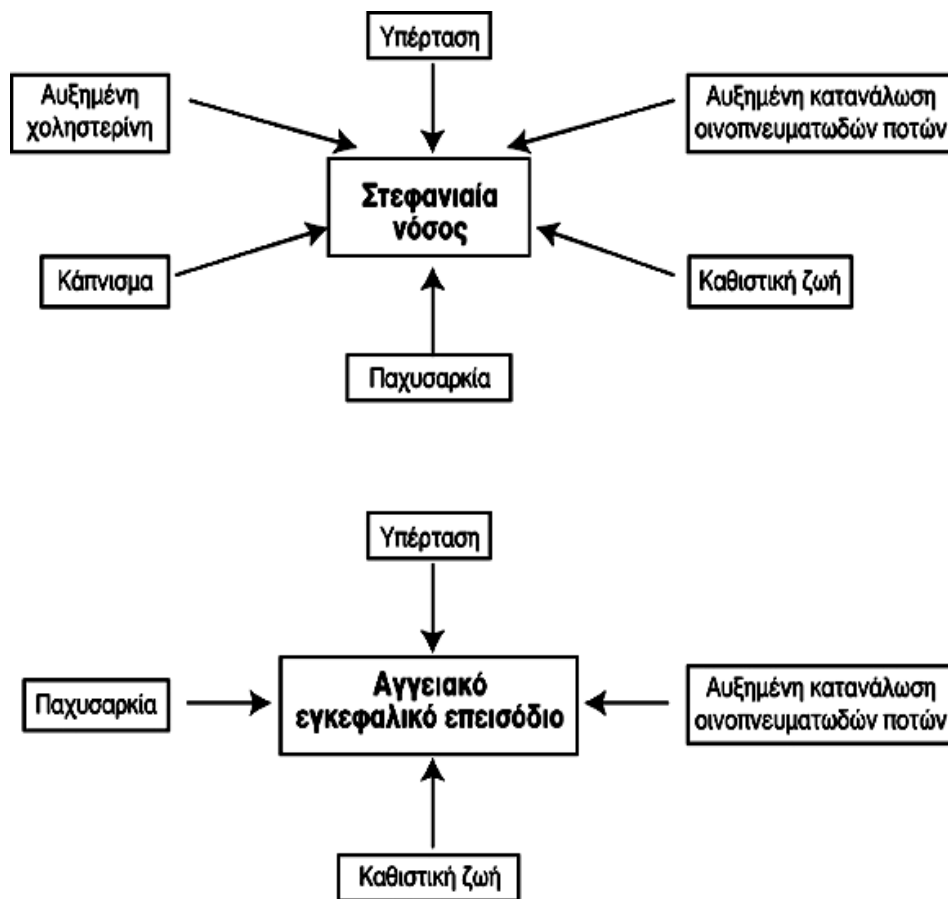 Υπέρταση
Αυξημένη
χοληστερίνη
Αυξημένη κατανάλωση
οινοπνευματωδών ποτών
Στεφανιαία
νόσος
Κάπνισμα
Καθιστική ζωή
Παχυσαρκία
Υπέρταση
Παχυσαρκία
Αγγειακό
εγκεφαλικό επεισόδιο
Αυξημένη κατανάλωση
οινοπνευματωδών ποτών
Καθιστική ζωή